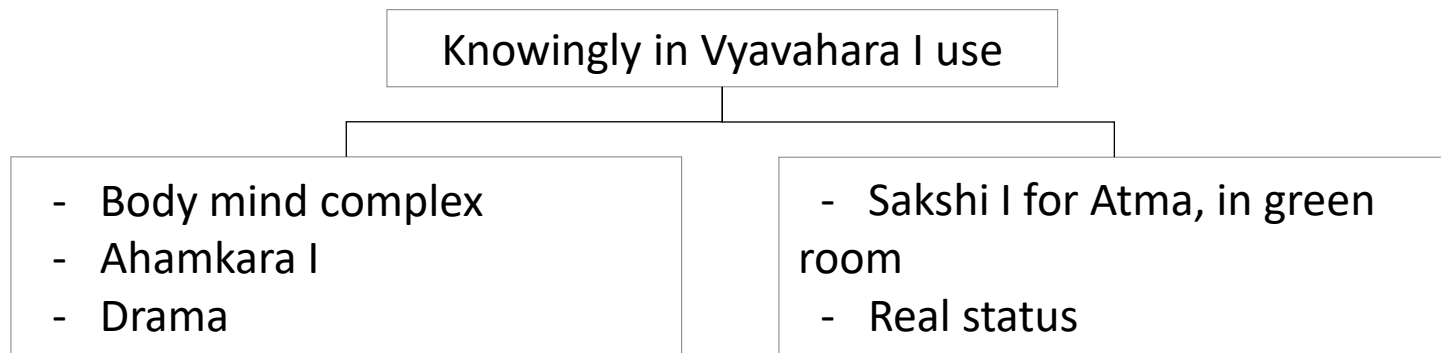 Knowingly in Vyavahara I use
- Body mind complex
- Ahamkara I
- Drama
- Sakshi I for Atma, in green
room
- Real status